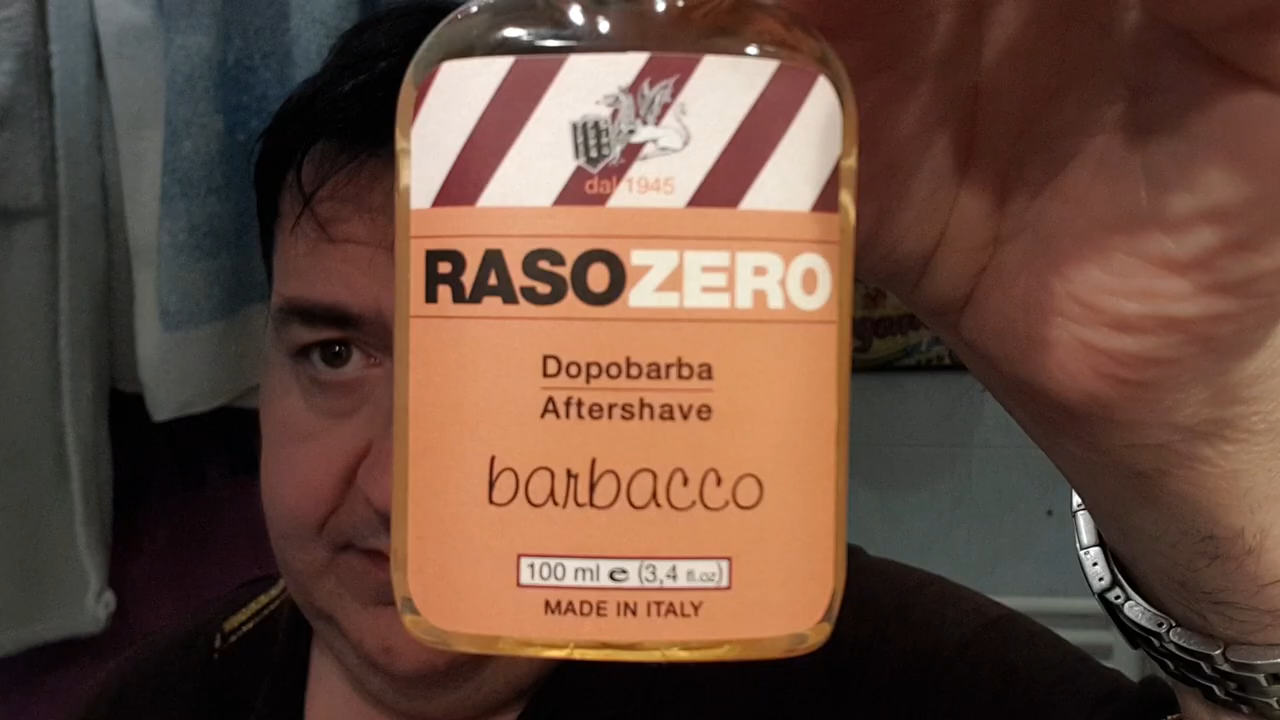 dal 1945
RASOZERO
Dopobarba
Aftershave
barbacco
100 ml ℮ (3,4 fl.oz)
MADE IN ITALY